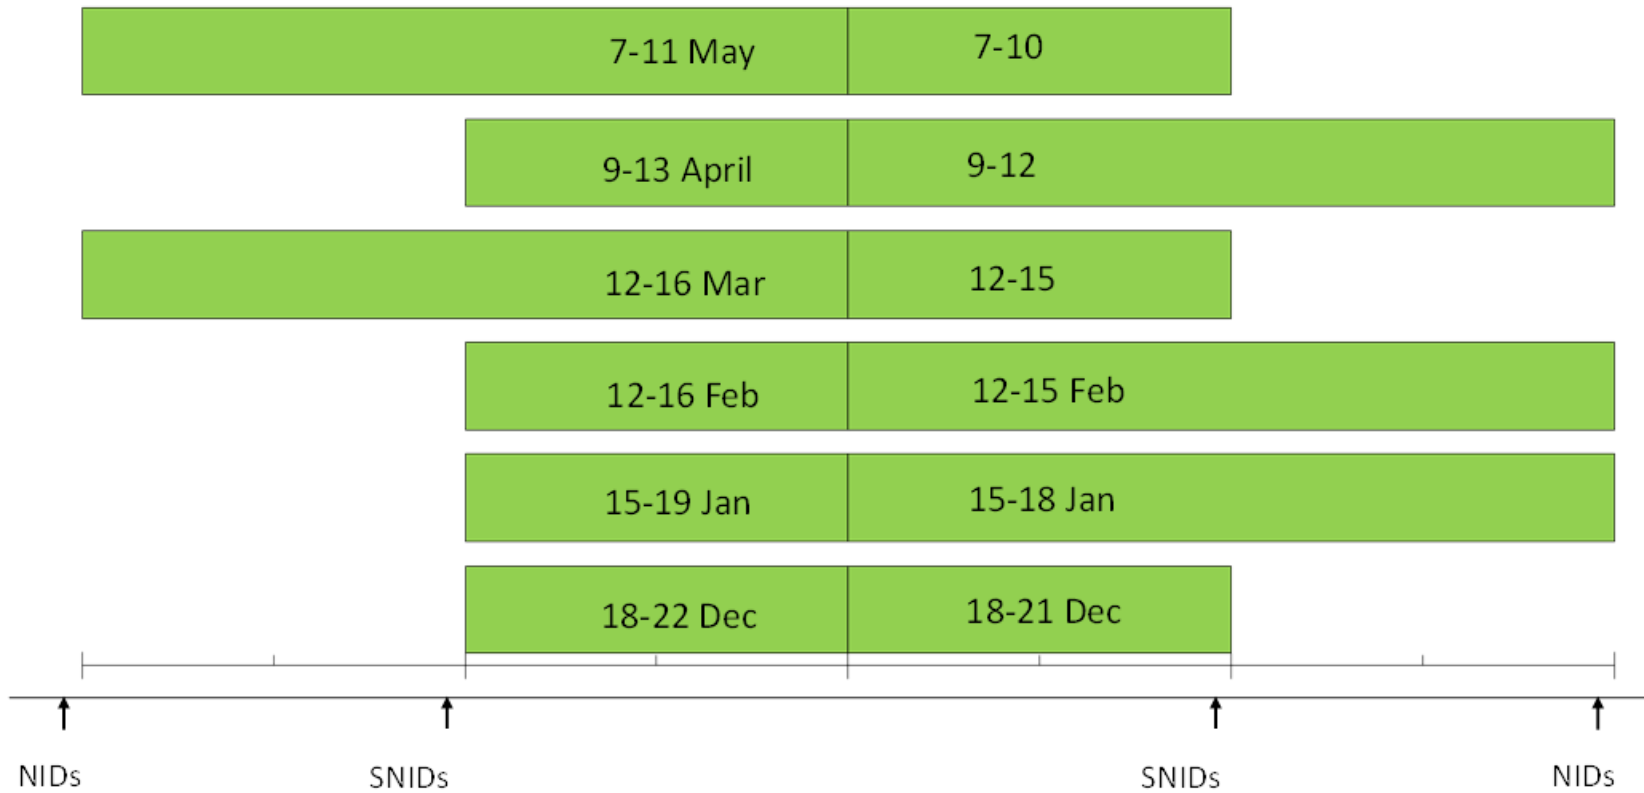 7-11 May 7-10
9-13 April 9-12
12-16 Mar 12-15
12-16 Feb 12-15 Feb
15-19 Jan 15-18 Jan
18-22 Dec 18-21 Dec
NIDs SNIDs SNIDs NIDs